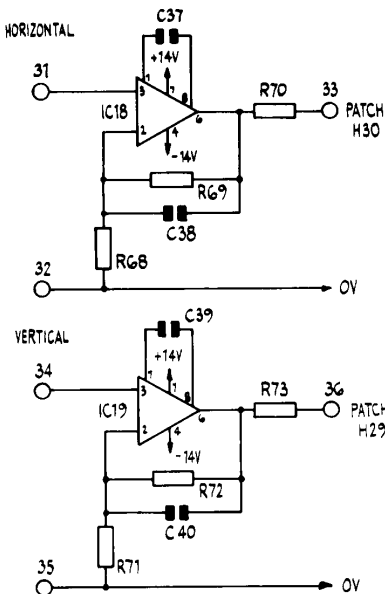 HORIZONTAL
C37
+14V
31
1
7
8
3
IC18
6
2
4
-14V
R70
33
PATCH
H30
R69
C38
R68
32
0V
VERTICAL
C39
+14V
34
1
7
8
3
IC19
6
2
4
-14V
R73
36
PATCH
H29
R72
C40
R71
35
0V